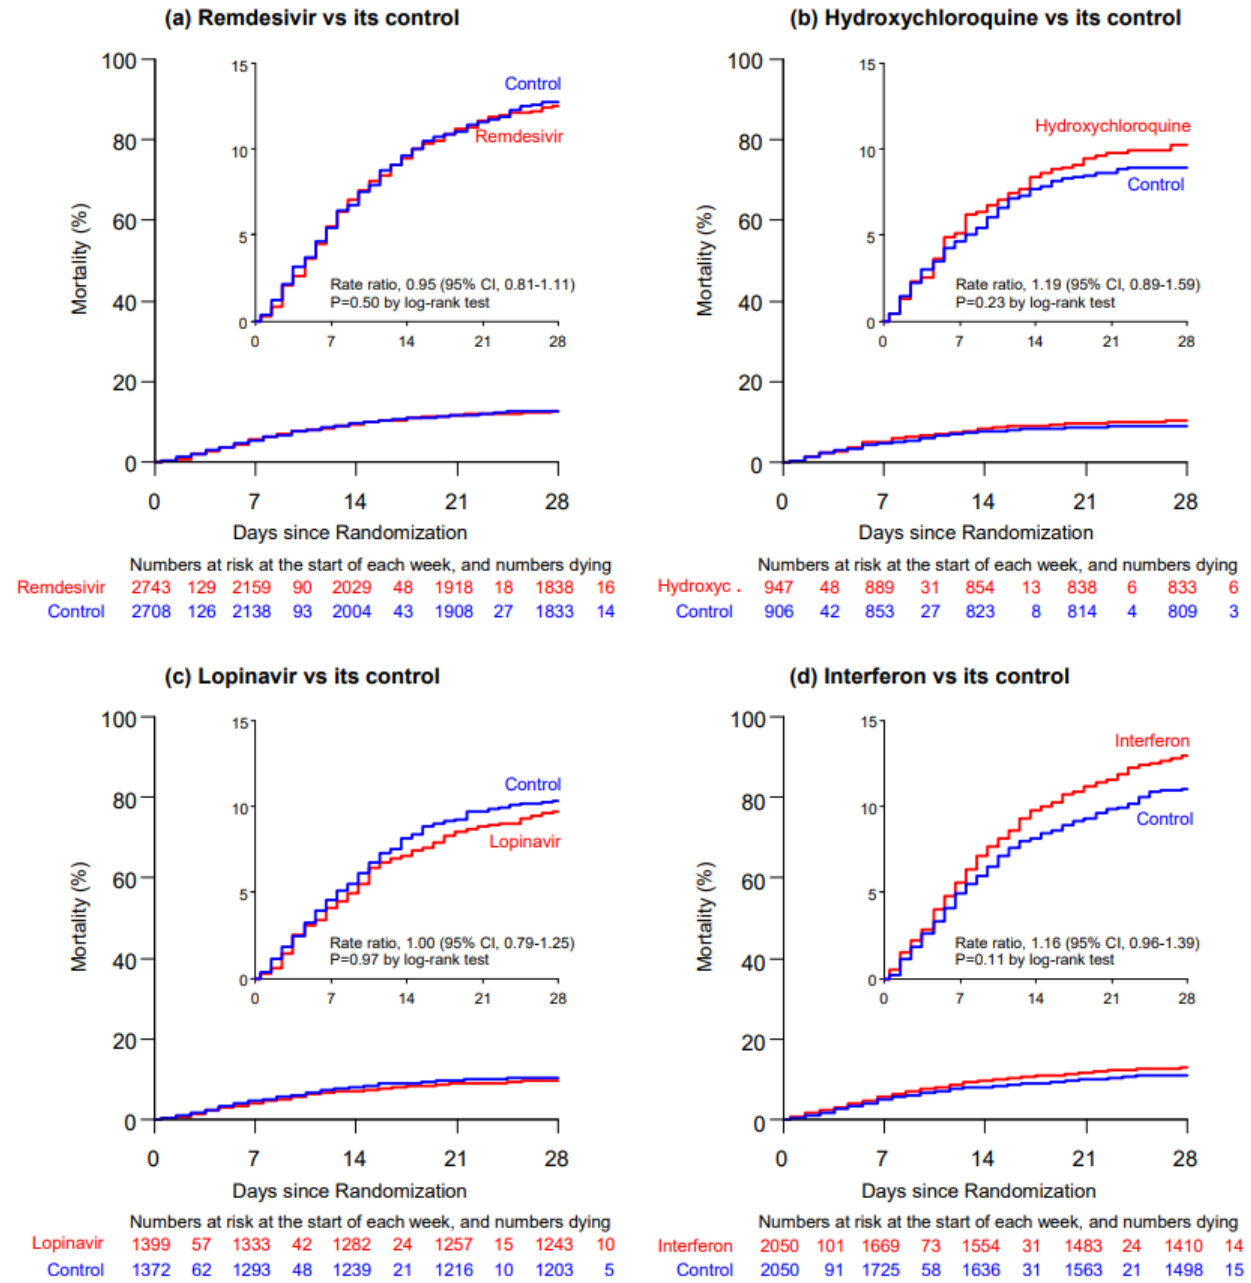 (a) Remdesivir vs its control
100
80
60
40
20
0
Mortality (%)
15
10
5
0
Control
Remdesivir
Rate ratio, 0.95 (95% CI, 0.81-1.11)
P=0.50 by log-rank test
0 7 14 21 28
0 7 14 21 28
Days since Randomization
Numbers at risk at the start of each week, and numbers dying
Remdesivir 2743 129 2159 90 2029 48 1918 18 1838 16
Control 2708 126 2138 93 2004 43 1908 27 1833 14
(b) Hydroxychloroquine vs its control
100
80
60
40
20
0
Mortality (%)
15
10
5
0
Hydroxychloroquine
Control
Rate ratio, 1.19 (95% CI, 0.89-1.59)
P=0.23 by log-rank test
0 7 14 21 28
0 7 14 21 28
Days since Randomization
Numbers at risk at the start of each week, and numbers dying
Hydroxyc . 947 48 889 31 854 13 838 6 833 6
Control 906 42 853 27 823 8 814 4 809 3
(c) Lopinavir vs its control
100
80
60
40
20
0
Mortality (%)
15
10
5
0
Control
Lopinavir
Rate ratio, 1.00 (95% CI, 0.79-1.25)
P=0.97 by log-rank test
0 7 14 21 28
0 7 14 21 28
Days since Randomization
Numbers at risk at the start of each week, and numbers dying
Lopinavir 1399 57 1333 42 1282 24 1257 15 1243 10
Control 1372 62 1293 48 1239 21 1216 10 1203 5
(d) Interferon vs its control
100
80
60
40
20
0
Mortality (%)
15
10
5
0
Interferon
Control
Rate ratio, 1.16 (95% CI, 0.96-1.39)
P=0.11 by log-rank test
0 7 14 21 28
0 7 14 21 28
Days since Randomization
Numbers at risk at the start of each week, and numbers dying
Interferon 2050 101 1669 73 1554 31 1483 24 1410 14
Control 2050 91 1725 58 1636 31 1563 21 1498 15